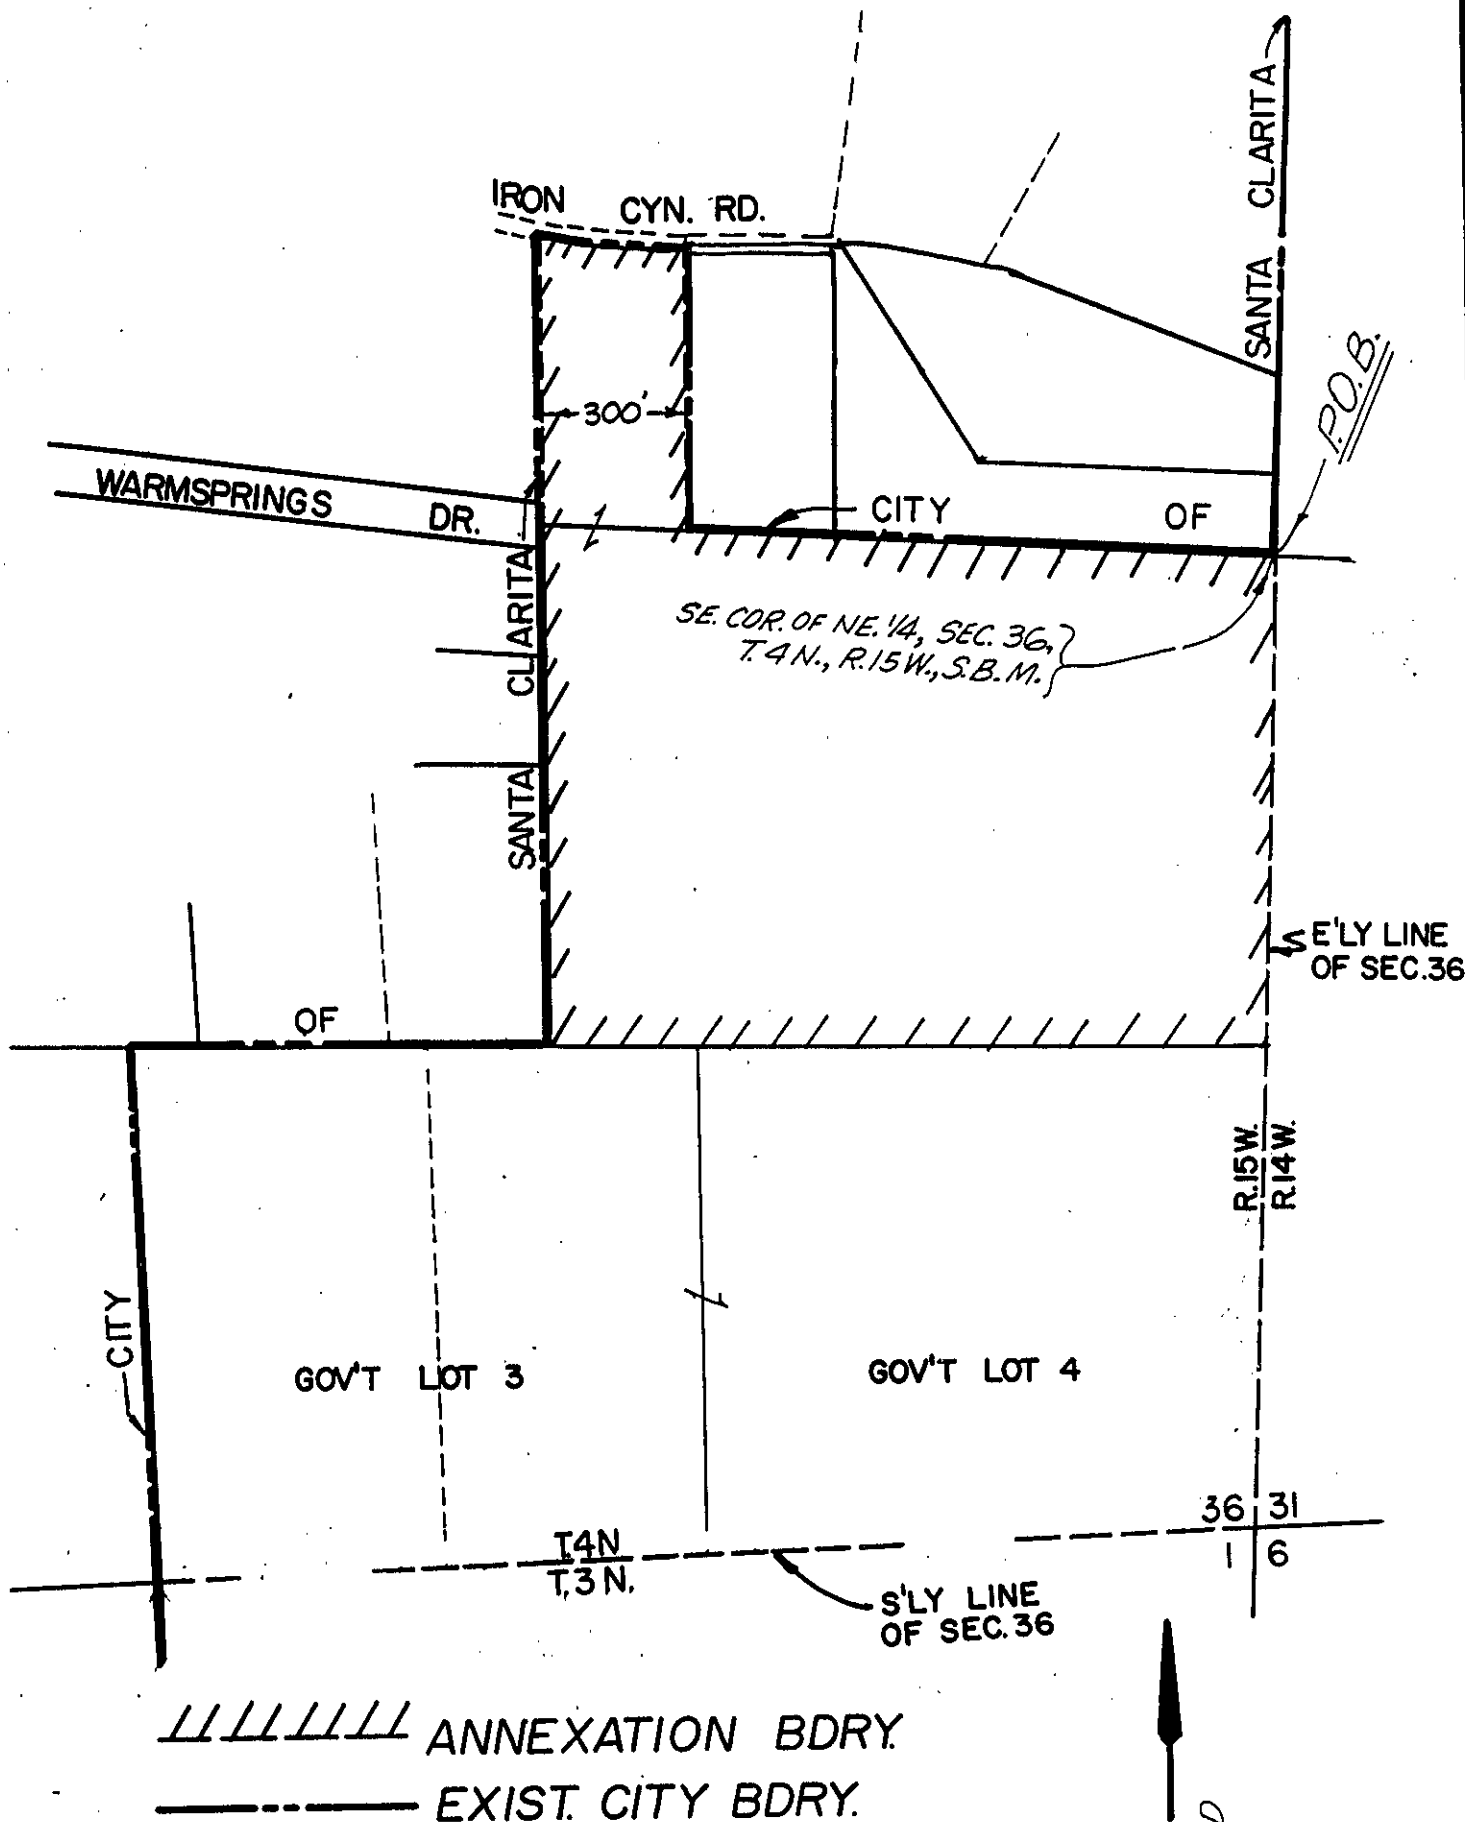 SANTA CLARITA
IRON CYN. RD.
P.O.B.
300'
WARMSPRINGS DR.
CITY OF
SANTA CLARITA
SE. COR. OF NE. 1/4, SEC. 36,
T. 4 N., R. 15 W., S.B.M.
E'LY LINE
OF SEC. 36
OF
R.15W.
R.14W.
CITY
GOV'T LOT 3
GOV'T LOT 4
36 31
1 6
T.4N
T.3N.
S'LY LINE
OF SEC. 36
ANNEXATION BDRY.
EXIST. CITY BDRY.